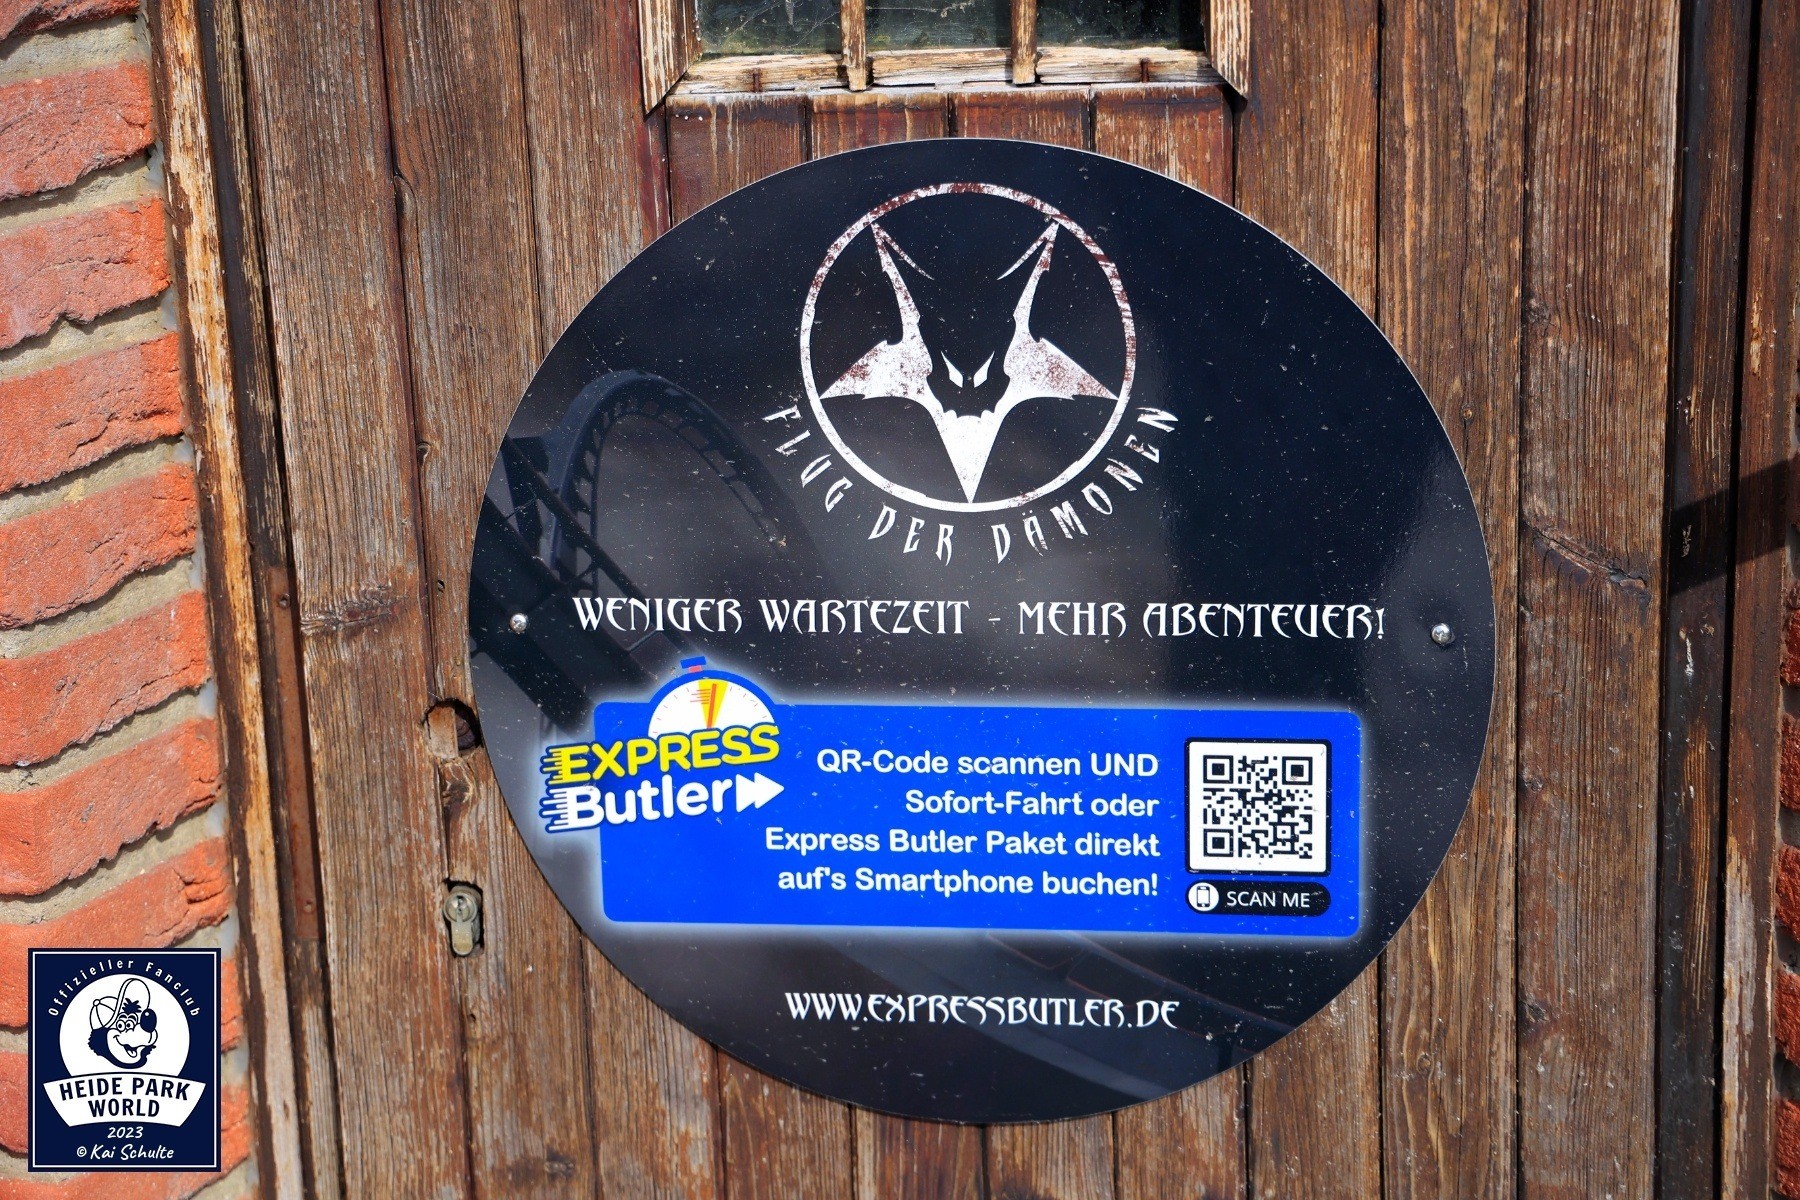 FLUG DER DÄMONEN
WENIGER WARTEZEIT - MEHR ABENTEUER!
EXPRESS
Butler
QR-Code scannen UND
Sofort-Fahrt oder
Express Butler Paket direkt
auf's Smartphone buchen!
SCAN ME
WWW.EXPRESSBUTLER.DE
Offizieller Fanclub
HEIDE PARK
WORLD
2023
© Kai Schulte